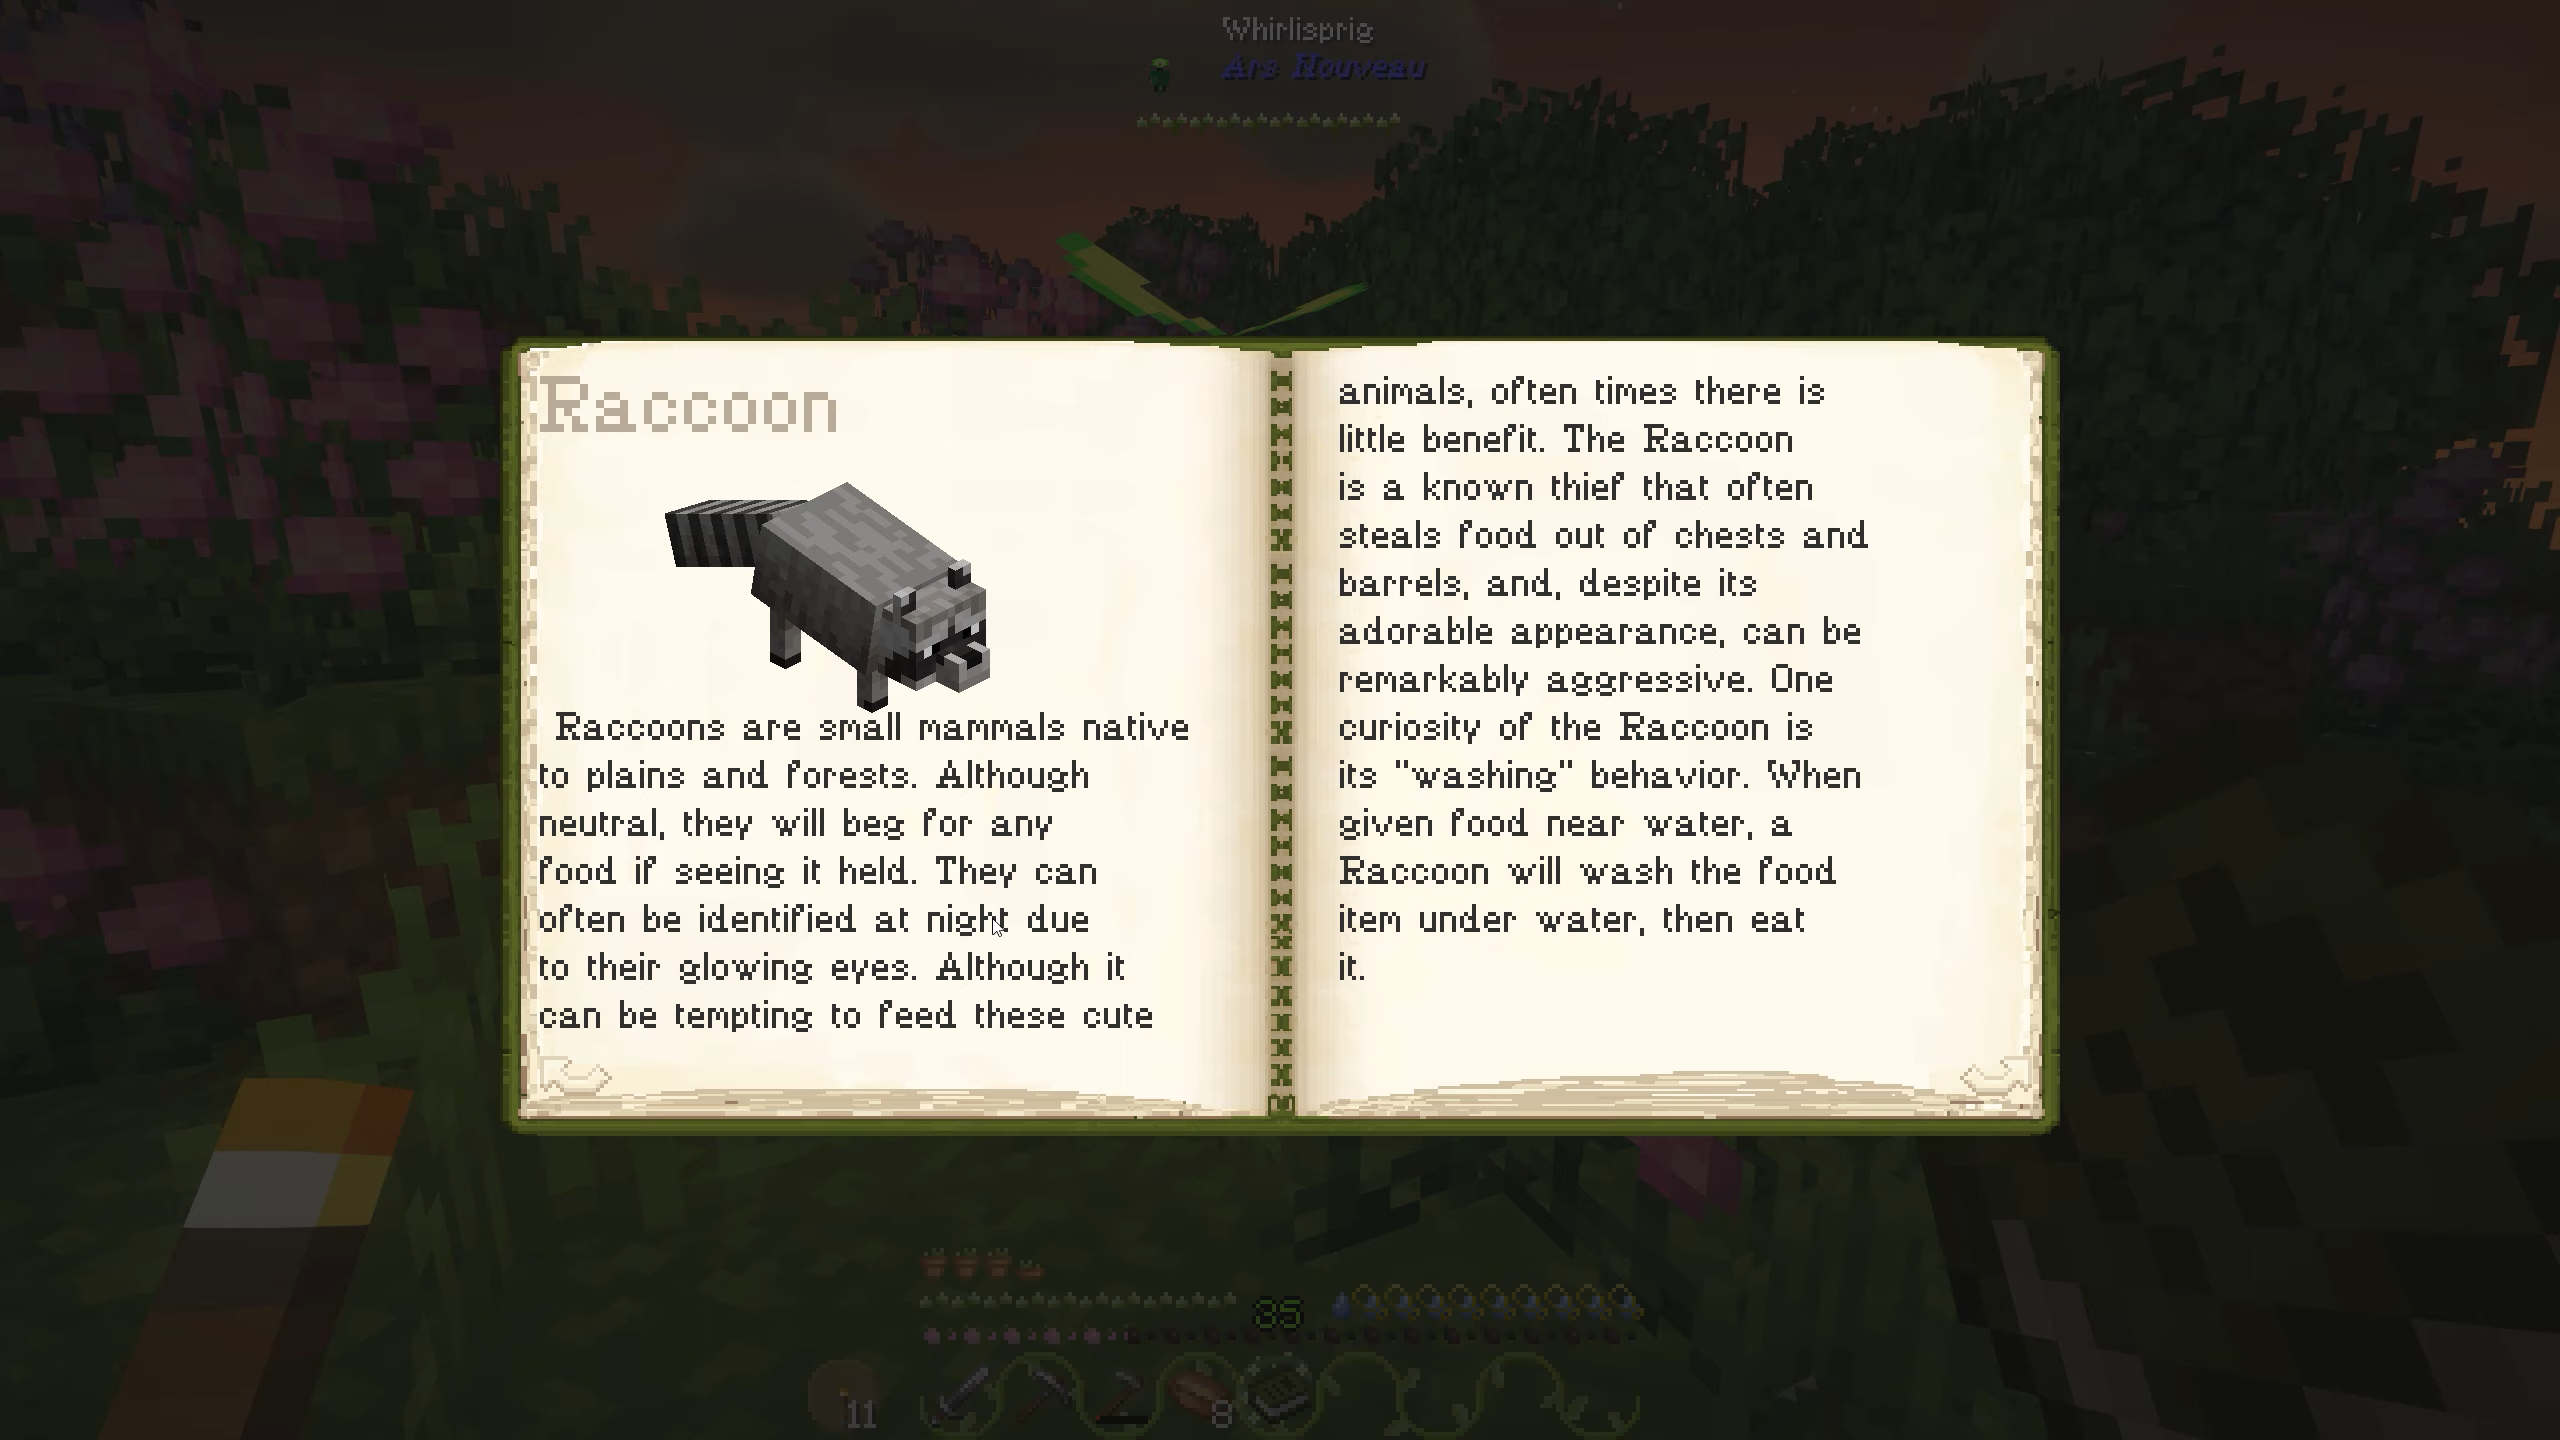 Whirlisprig
Ars Nouveau
Raccoon
Raccoons are small mammals native
to plains and forests. Although
neutral, they will beg for any
food if seeing it held. They can
often be identified at night due
to their glowing eyes. Although it
can be tempting to feed these cute
animals, often times there is
little benefit. The Raccoon
is a known thief that often
steals food out of chests and
barrels, and, despite its
adorable appearance, can be
remarkably aggressive. One
curiosity of the Raccoon is
its "washing" behavior. When
given food near water, a
Raccoon will wash the food
item under water, then eat
it.
35
11
8